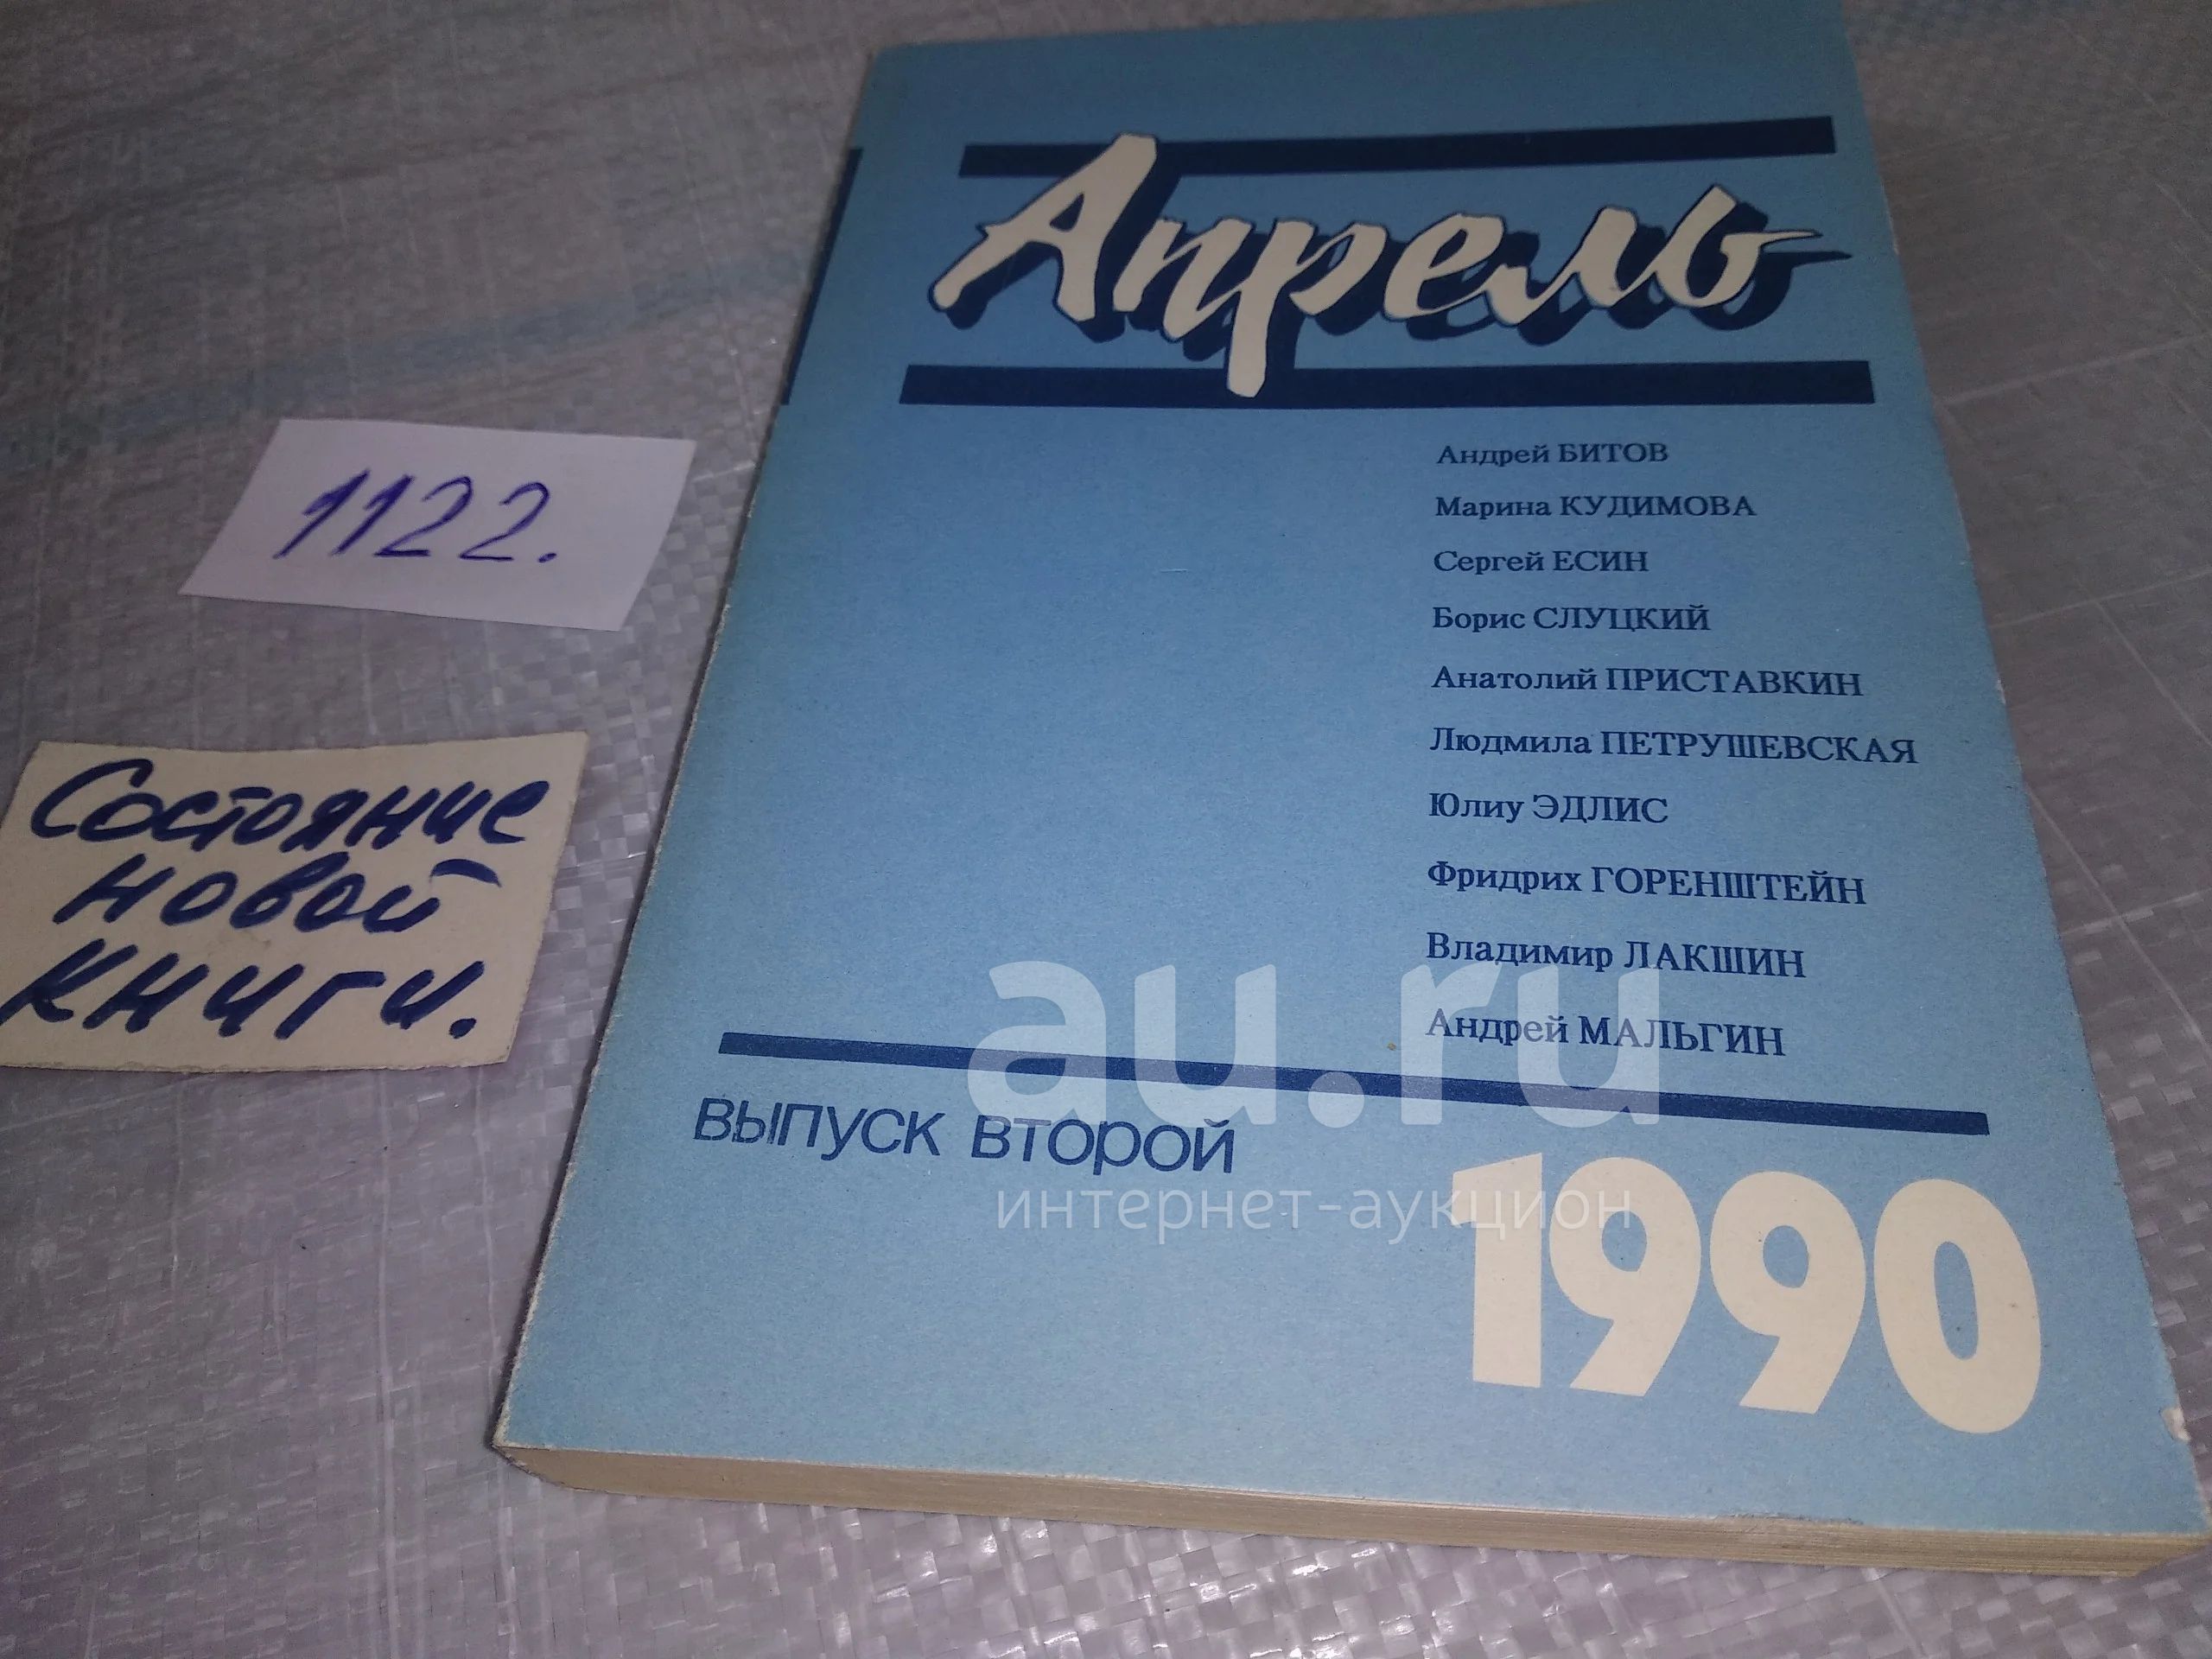 Апрель
Андрей БИТОВ
Марина КУДИМОВА
Сергей ЕСИН
Борис СЛУЦКИЙ
Анатолий ПРИСТАВКИН
Людмила ПЕТРУШЕВСКАЯ
Юлиу ЭДЛИС
Фридрих ГОРЕНШТЕЙН
Владимир ЛАКШИН
Андрей МАЛЬГИН
ВЫПУСК ВТОРОЙ
1990
1122.
Состояние
новой
книги.
au.ru
интернет-аукцион